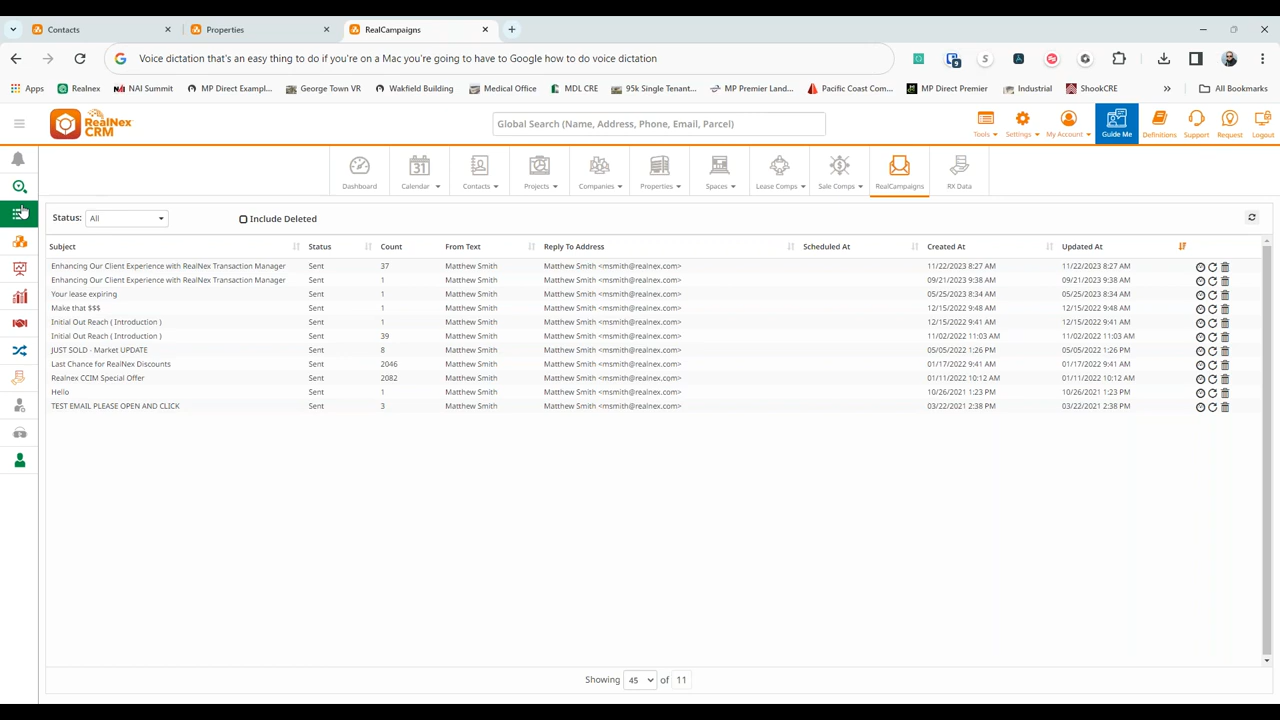 Contacts Properties RealCampaigns
Voice dictation that's an easy thing to do if you're on a Mac you're going to have to Google how to do voice dictation
Apps Realnex NAI Summit MP Direct Exampl... George Town VR Wakfield Building Medical Office MDL CRE 95k Single Tenant... MP Premier Land... Pacific Coast Com... MP Direct Premier Industrial ShookCRE » All Bookmarks
RealNex CRM Global Search (Name, Address, Phone, Email, Parcel) Tools Settings My Account Guide Me Definitions Support Request Logout
Dashboard Calendar Contacts Projects Companies Properties Spaces Lease Comps Sale Comps RealCampaigns RX Data
Status: All Include Deleted
Subject Status Count From Text Reply To Address Scheduled At Created At Updated At
Enhancing Our Client Experience with RealNex Transaction Manager Sent 37 Matthew Smith Matthew Smith <msmith@realnex.com> 11/22/2023 8:27 AM 11/22/2023 8:27 AM
Enhancing Our Client Experience with RealNex Transaction Manager Sent 1 Matthew Smith Matthew Smith <msmith@realnex.com> 09/21/2023 9:38 AM 09/21/2023 9:38 AM
Your lease expiring Sent 1 Matthew Smith Matthew Smith <msmith@realnex.com> 05/25/2023 8:34 AM 05/25/2023 8:34 AM
Make that $$$ Sent 1 Matthew Smith Matthew Smith <msmith@realnex.com> 12/15/2022 9:48 AM 12/15/2022 9:48 AM
Initial Out Reach ( Introduction ) Sent 1 Matthew Smith Matthew Smith <msmith@realnex.com> 12/15/2022 9:41 AM 12/15/2022 9:41 AM
Initial Out Reach ( Introduction ) Sent 39 Matthew Smith Matthew Smith <msmith@realnex.com> 11/02/2022 11:03 AM 11/02/2022 11:03 AM
JUST SOLD - Market UPDATE Sent 8 Matthew Smith Matthew Smith <msmith@realnex.com> 05/05/2022 1:26 PM 05/05/2022 1:26 PM
Last Chance for RealNex Discounts Sent 2046 Matthew Smith Matthew Smith <msmith@realnex.com> 01/17/2022 9:41 AM 01/17/2022 9:41 AM
Realnex CCIM Special Offer Sent 2082 Matthew Smith Matthew Smith <msmith@realnex.com> 01/11/2022 10:12 AM 01/11/2022 10:12 AM
Hello Sent 1 Matthew Smith Matthew Smith <msmith@realnex.com> 10/26/2021 1:23 PM 10/26/2021 1:23 PM
TEST EMAIL PLEASE OPEN AND CLICK Sent 3 Matthew Smith Matthew Smith <msmith@realnex.com> 03/22/2021 2:38 PM 03/22/2021 2:38 PM
Showing 45 of 11